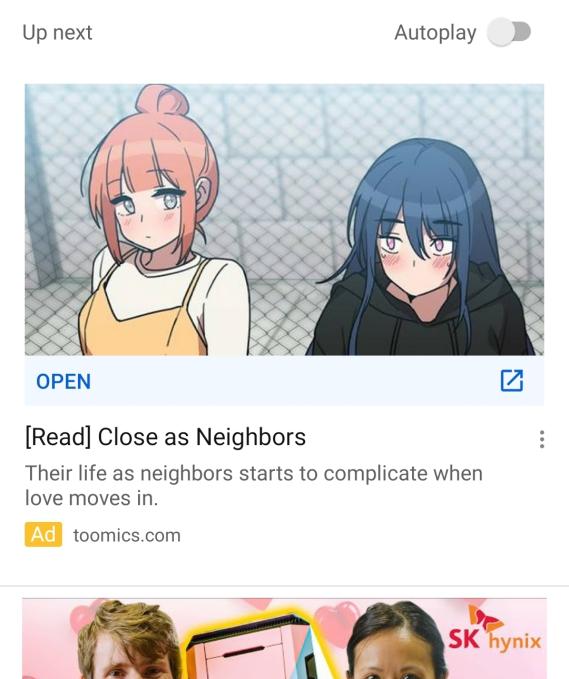 Up next
Autoplay
OPEN
[Read] Close as Neighbors
Their life as neighbors starts to complicate when
love moves in.
Ad toomics.com
SK hynix